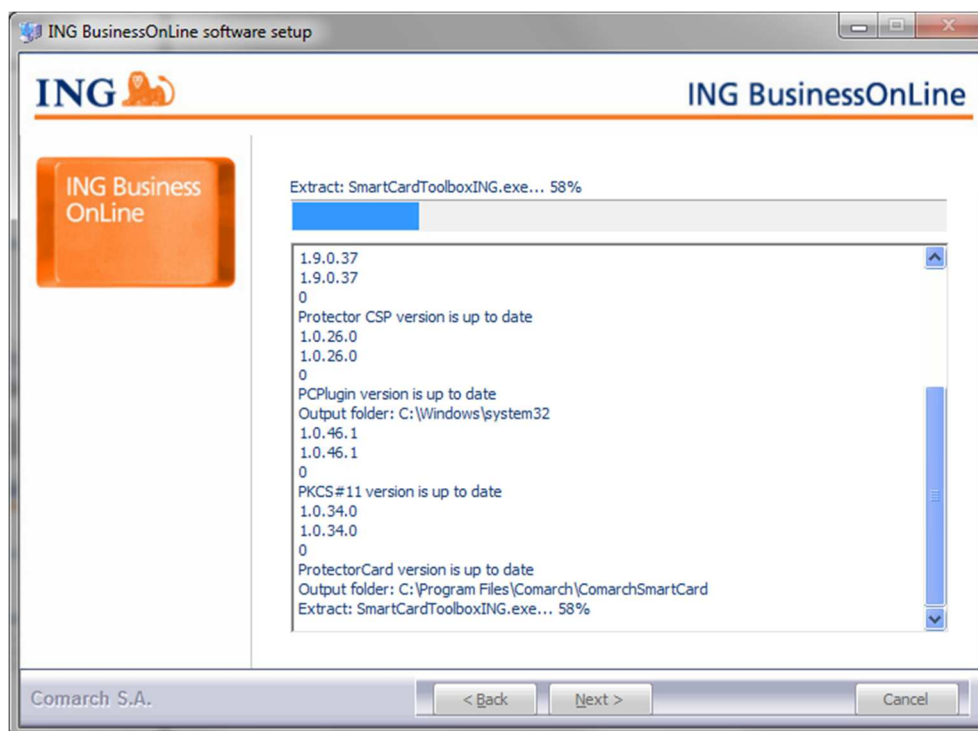 ING BusinessOnLine software setup
ING
ING BusinessOnLine
ING Business
OnLine
Extract: SmartCardToolboxING.exe... 58%
1.9.0.37
1.9.0.37
0
Protector CSP version is up to date
1.0.26.0
1.0.26.0
0
PCPlugin version is up to date
Output folder: C:\Windows\system32
1.0.46.1
1.0.46.1
0
PKCS#11 version is up to date
1.0.34.0
1.0.34.0
0
ProtectorCard version is up to date
Output folder: C:\Program Files\Comarch\ComarchSmartCard
Extract: SmartCardToolboxING.exe... 58%
Comarch S.A.
< Back
Next >
Cancel